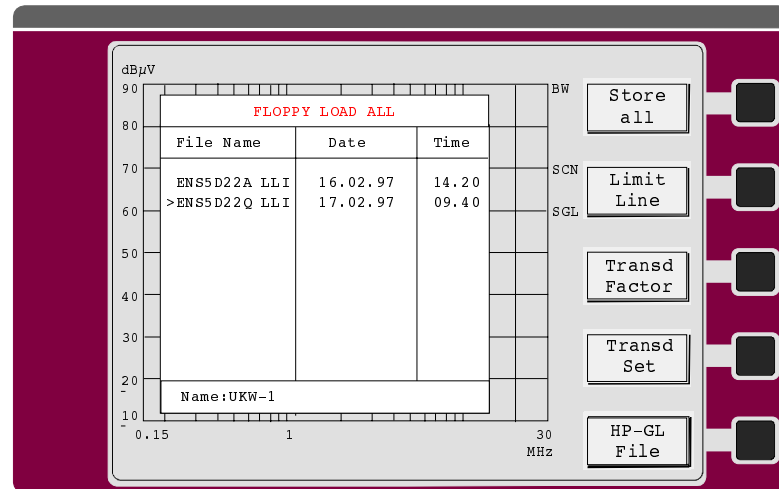 dBµV
90
80
70
60
50
40
30
20
10
0.15
1
30
MHz
FLOPPY LOAD ALL
File Name Date Time
ENS5D22A LLI 16.02.97 14.20
>ENS5D22Q LLI 17.02.97 09.40
Name:UKW-1
BW
SCN
SGL
Store
all
Limit
Line
Transd
Factor
Transd
Set
HP-GL
File